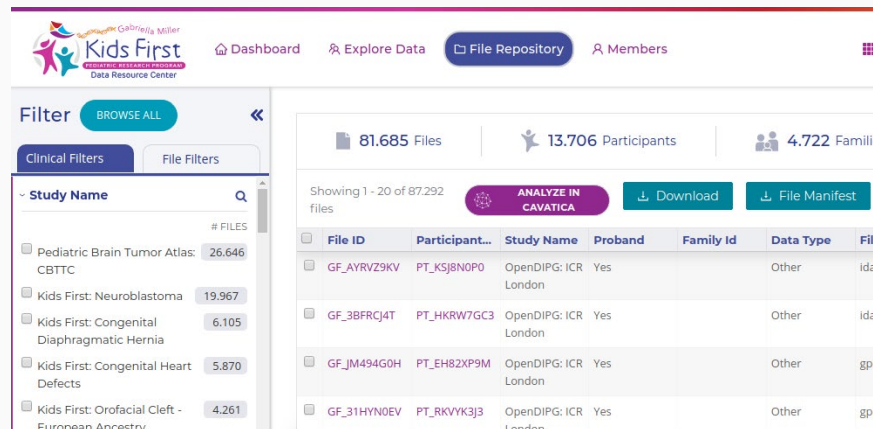 Gabriella Miller
Kids First
PEDIATRIC RESEARCH PROGRAM
Data Resource Center
Dashboard
Explore Data
File Repository
Members
Filter
BROWSE ALL
«
Clinical Filters
File Filters
Study Name
# FILES
Pediatric Brain Tumor Atlas: 26.646
CBTTC
Kids First: Neuroblastoma 19.967
Kids First: Congenital 6.105
Diaphragmatic Hernia
Kids First: Congenital Heart 5.870
Defects
Kids First: Orofacial Cleft - 4.261
European Ancestry
81.685 Files
13.706 Participants
4.722 Famili
Showing 1 - 20 of 87.292
files
ANALYZE IN
CAVATICA
Download
File Manifest
File ID Participant... Study Name Proband Family Id Data Type Fil
GF_AYRVZ9KV PT_KSJ8N0P0 OpenDIPG: ICR Yes Other ida
London
GF_3BFRCJ4T PT_HKRW7GC3 OpenDIPG: ICR Yes Other ida
London
GF_JM494G0H PT_EH82XP9M OpenDIPG: ICR Yes Other gp
London
GF_31HYN0EV PT_RKVYK3J3 OpenDIPG: ICR Yes Other gp
London